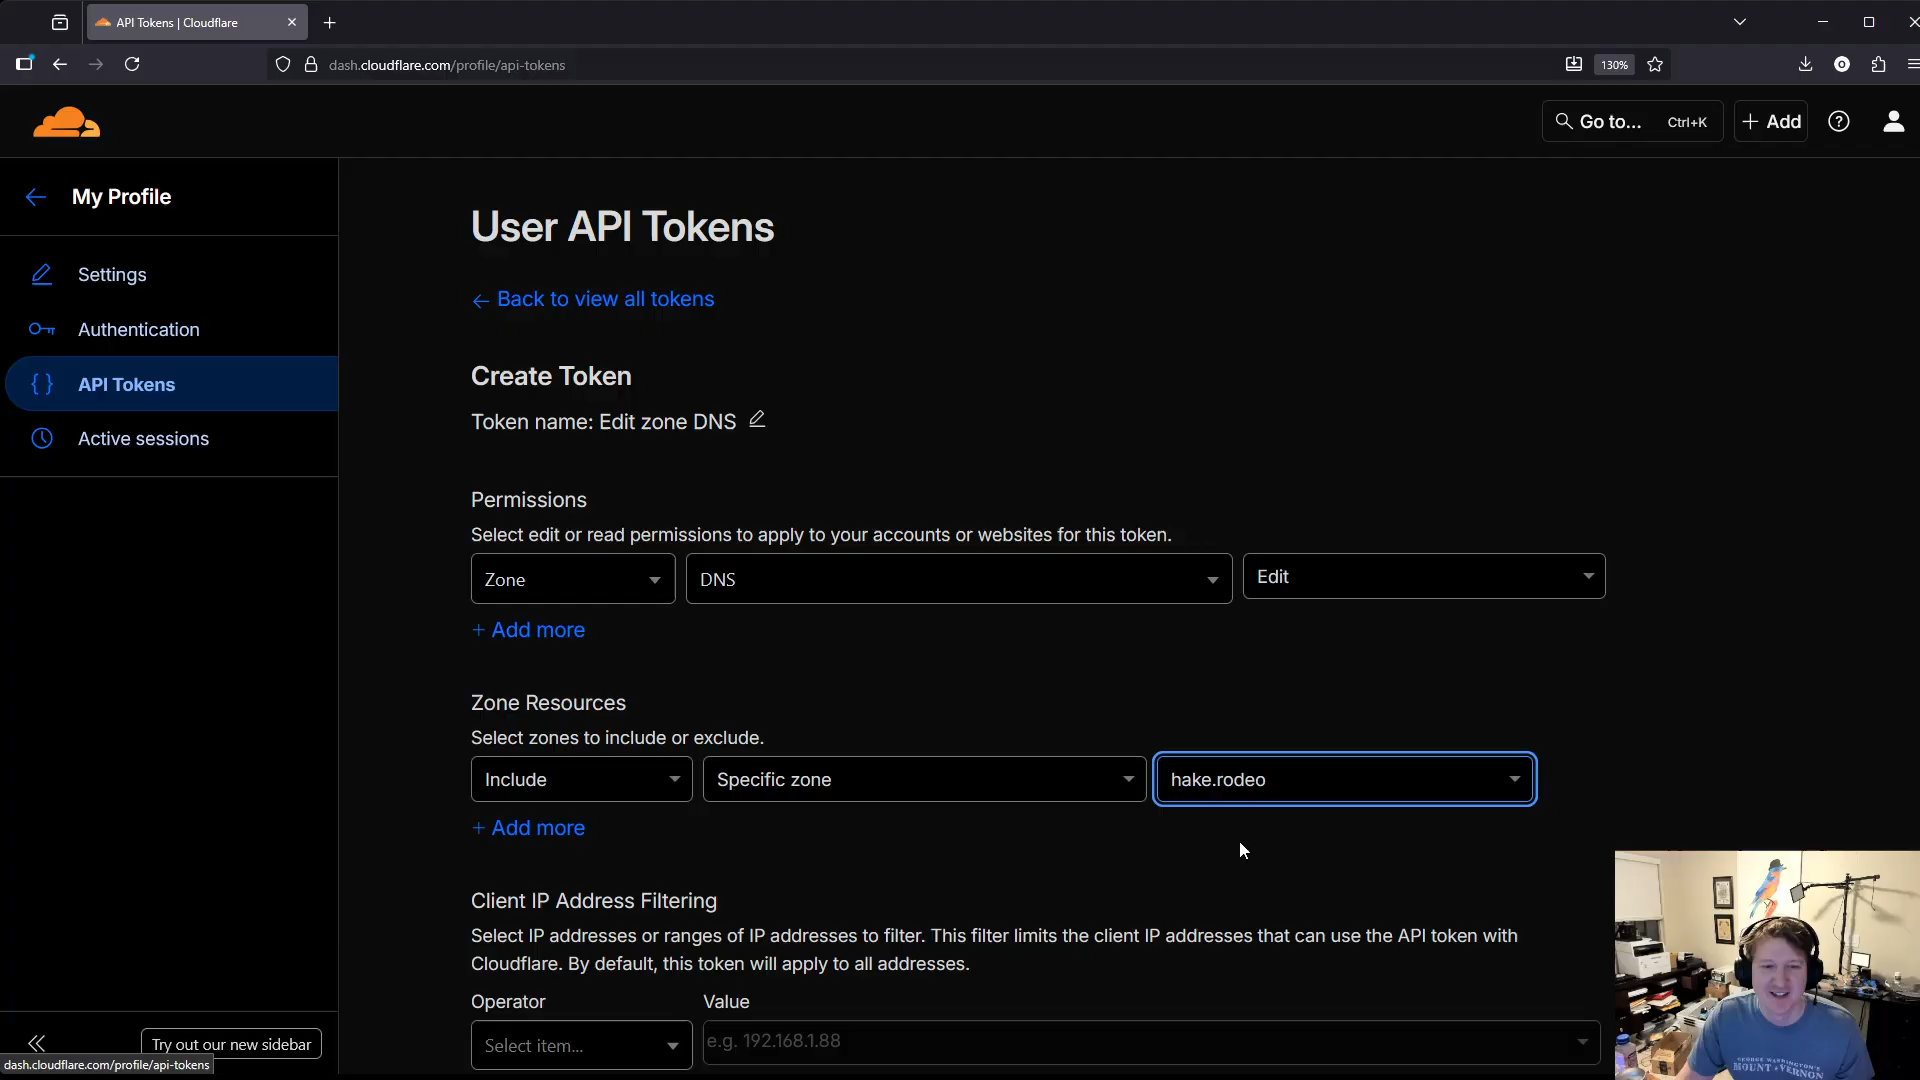 API Tokens | Cloudflare
dash.cloudflare.com/profile/api-tokens
130%
Go to...
Ctrl+K
Add
My Profile
Settings
Authentication
API Tokens
Active sessions
User API Tokens
← Back to view all tokens
Create Token
Token name: Edit zone DNS
Permissions
Select edit or read permissions to apply to your accounts or websites for this token.
Zone
DNS
Edit
+ Add more
Zone Resources
Select zones to include or exclude.
Include
Specific zone
hake.rodeo
+ Add more
Client IP Address Filtering
Select IP addresses or ranges of IP addresses to filter. This filter limits the client IP addresses that can use the API token with
Cloudflare. By default, this token will apply to all addresses.
Operator
Value
Select item...
e.g. 192.168.1.88
Try out our new sidebar
dash.cloudflare.com/profile/api-tokens
GEORGE WASHINGTON'S
MOUNT VERNON